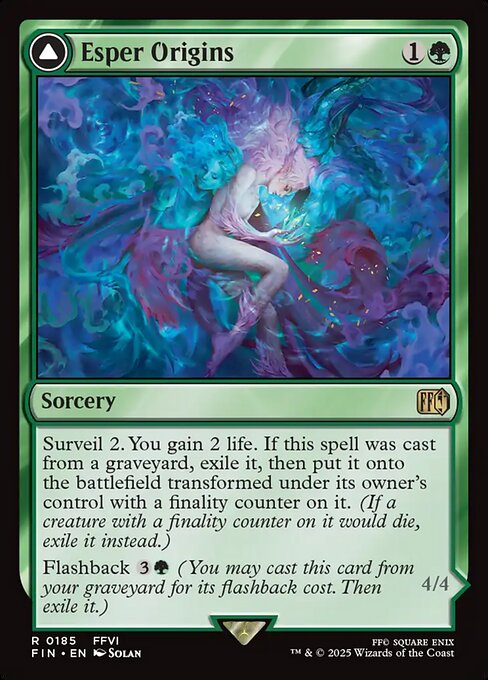 Esper Origins 1
Sorcery FF
Surveil 2. You gain 2 life. If this spell was cast
from a graveyard, exile it, then put it onto
the battlefield transformed under its owner's
control with a finality counter on it. (If a
creature with a finality counter on it would die,
exile it instead.)
Flashback 3 (You may cast this card from
your graveyard for its flashback cost. Then
exile it.)
4/4
R 0185 FFVI
FIN • EN SOLAN
FF© SQUARE ENIX
™ & © 2025 Wizards of the Coast